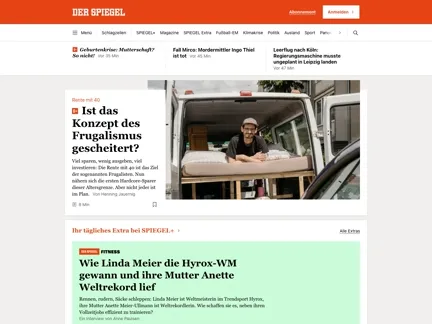 DER SPIEGEL
Abonnement
Anmelden
Menü
Schlagzeilen
SPIEGEL+
Magazine
SPIEGEL Extra
Fußball-EM
Klimakrise
Politik
Ausland
Sport
Geburtenkrise: Mutterschaft?
So nicht!
Vor 35 Min
Fall Mirco: Mordermittler Ingo Thiel
ist tot
Vor 45 Min
Leerflug nach Köln:
Regierungsmaschine musste
ungeplant in Leipzig landen
Vor 47 Min
Rente mit 40
Ist das
Konzept des
Frugalismus
gescheitert?
Viel sparen, wenig ausgeben, viel
investieren: Die Rente mit 40 ist das Ziel
der sogenannten Frugalisten. Nun
nähern sich die ersten Hardcore-Sparer
dieser Altersgrenze. Aber nicht jeder ist
im Plan.
Von Henning Jauernig
8 Min
Ihr tägliches Extra bei SPIEGEL+
Alle Extras
FITNESS
Wie Linda Meier die Hyrox-WM
gewann und ihre Mutter Anette
Weltrekord lief
Rennen, rudern, Säcke schleppen: Linda Meier ist Weltmeisterin im Trendsport Hyrox,
ihre Mutter Anette Meier-Ullmann ist Weltrekordlerin. Wie schaffen sie es, neben ihren
Vollzeitjobs effizient zu trainieren?
Ein Interview von Anne Paulsen